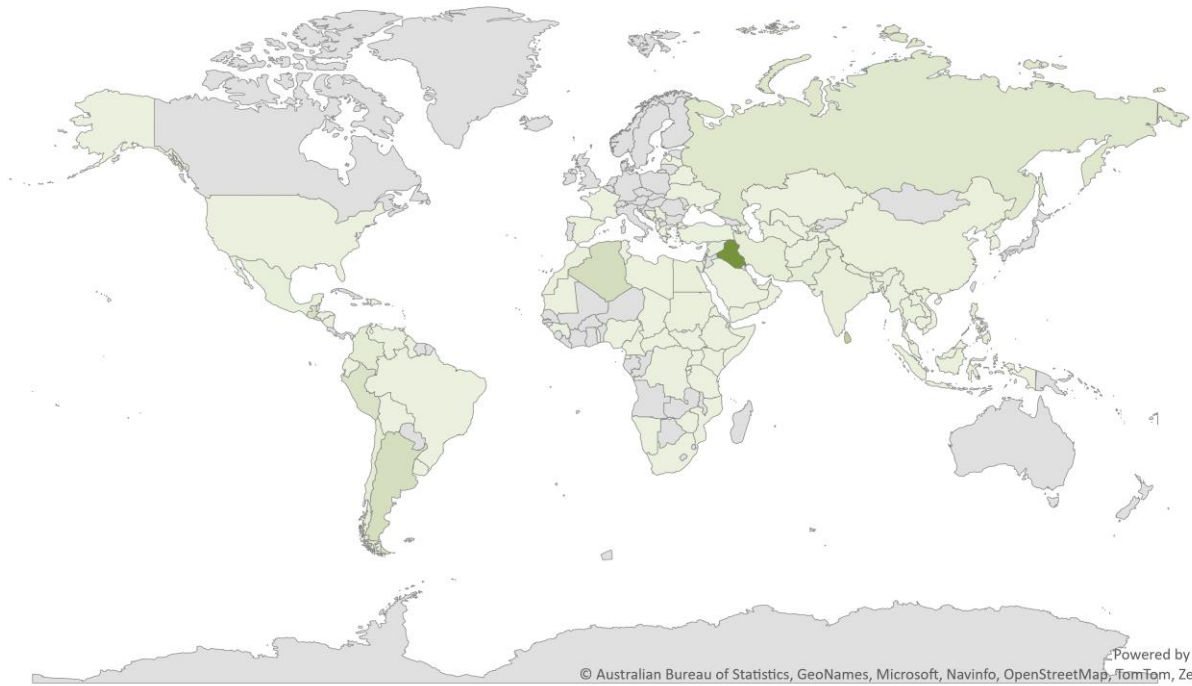 Powered by
© Australian Bureau of Statistics, GeoNames, Microsoft, Navinfo, OpenStreetMap, TomTom, Ze